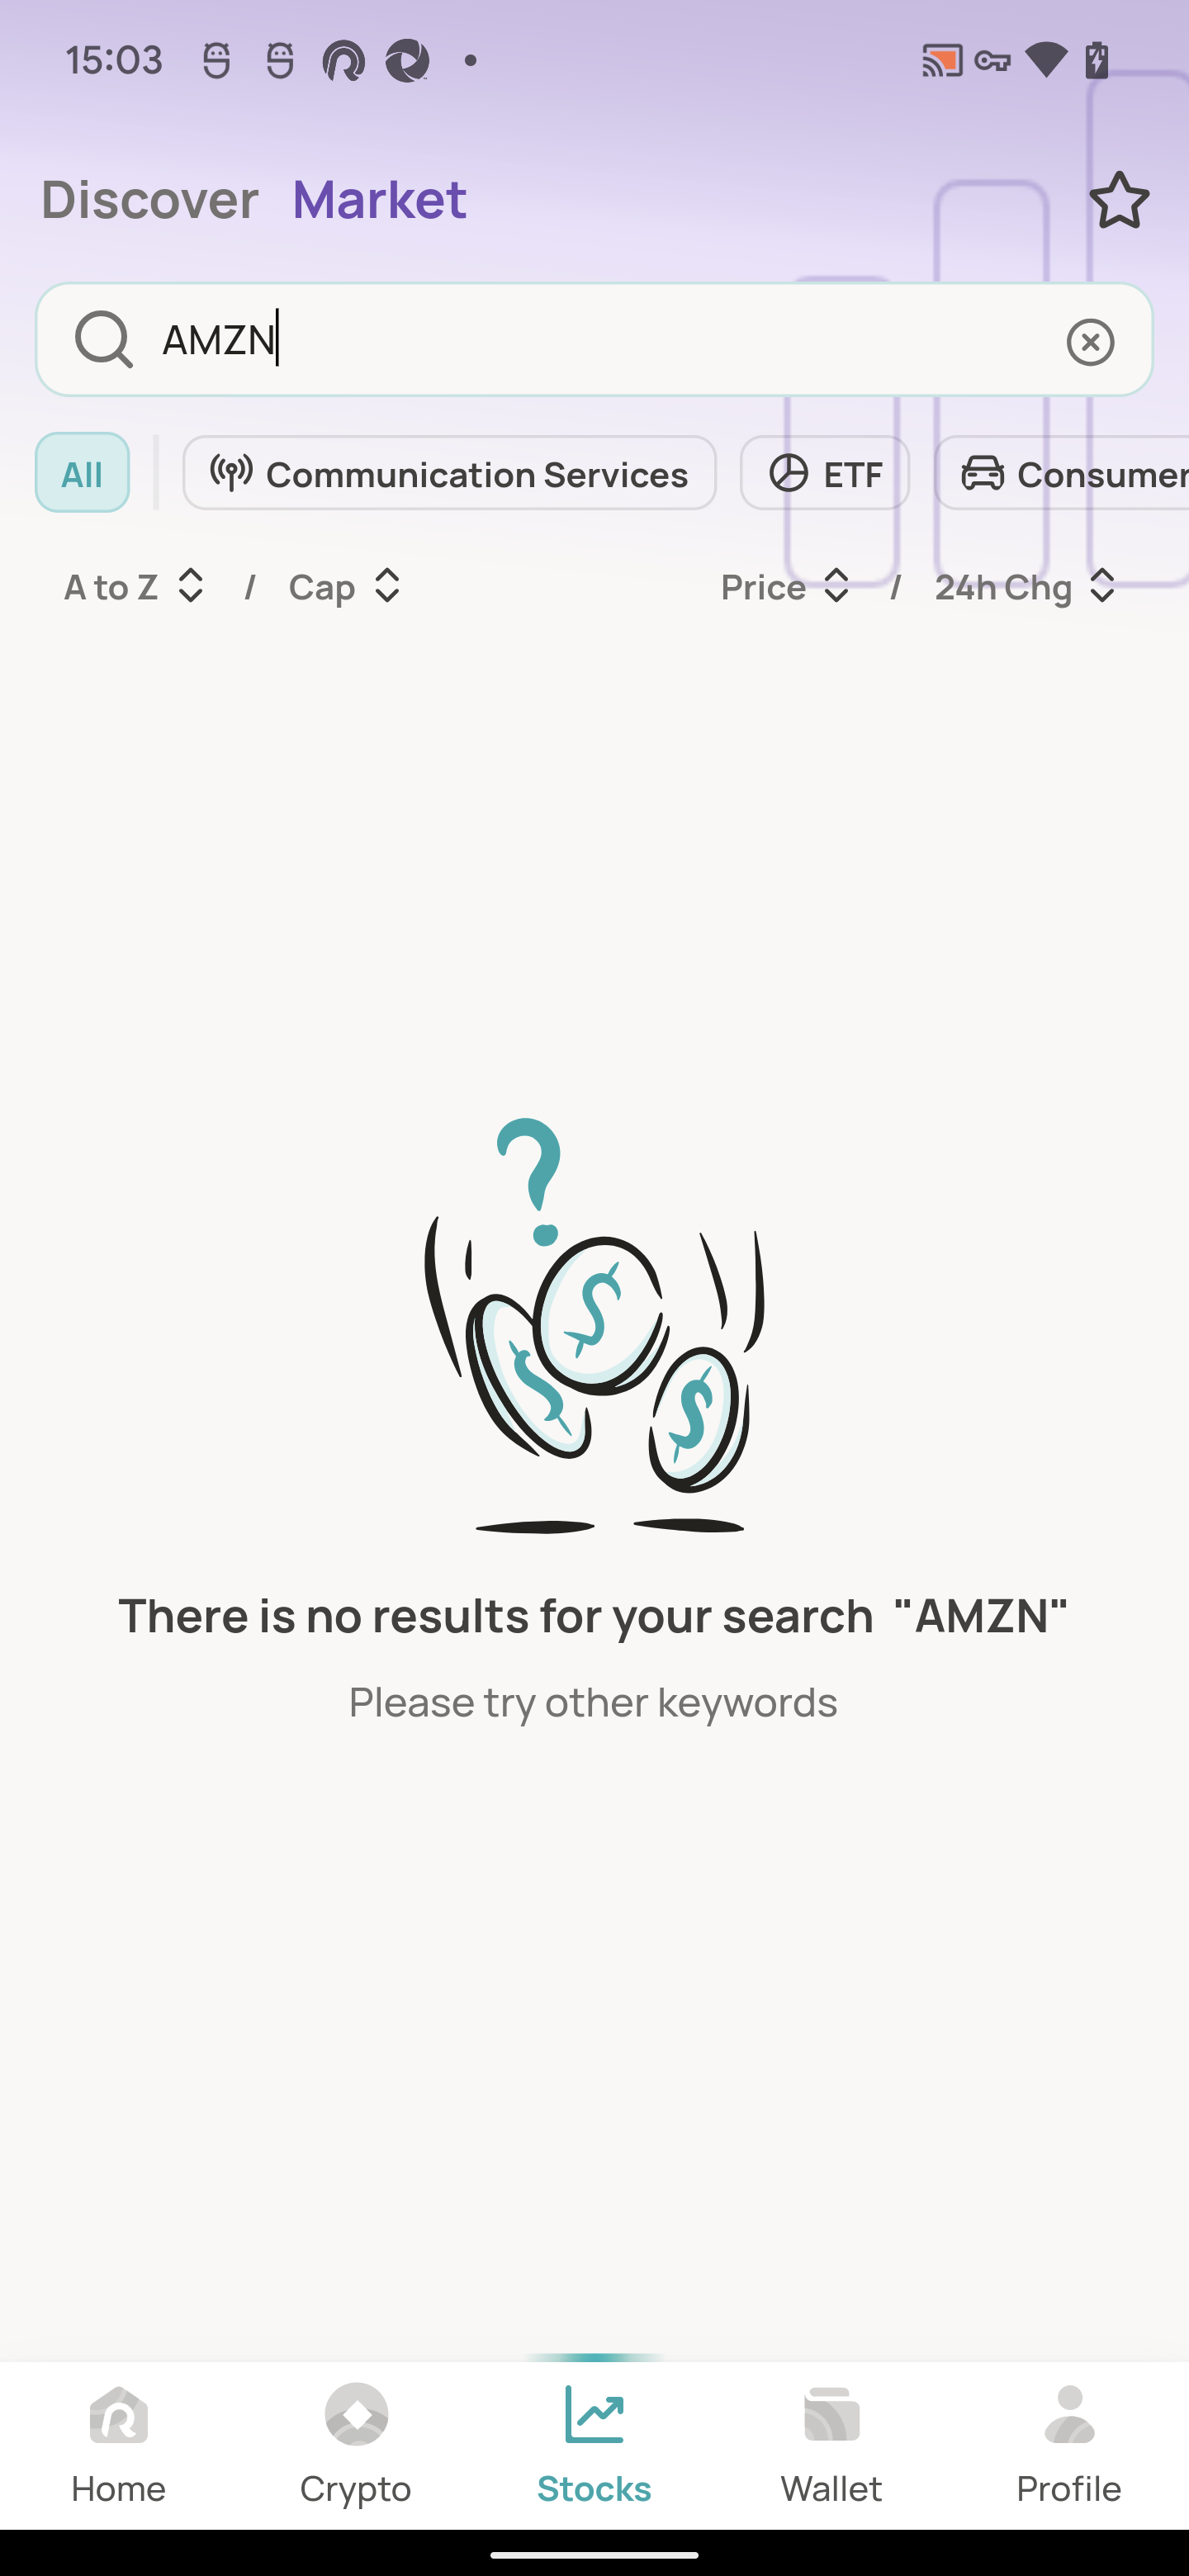 15:03
Discover Market
AMZN
All Communication Services ETF Consumer
A to Z / Cap Price / 24h Chg
There is no results for your search "AMZN"
Please try other keywords
Home Crypto Stocks Wallet Profile